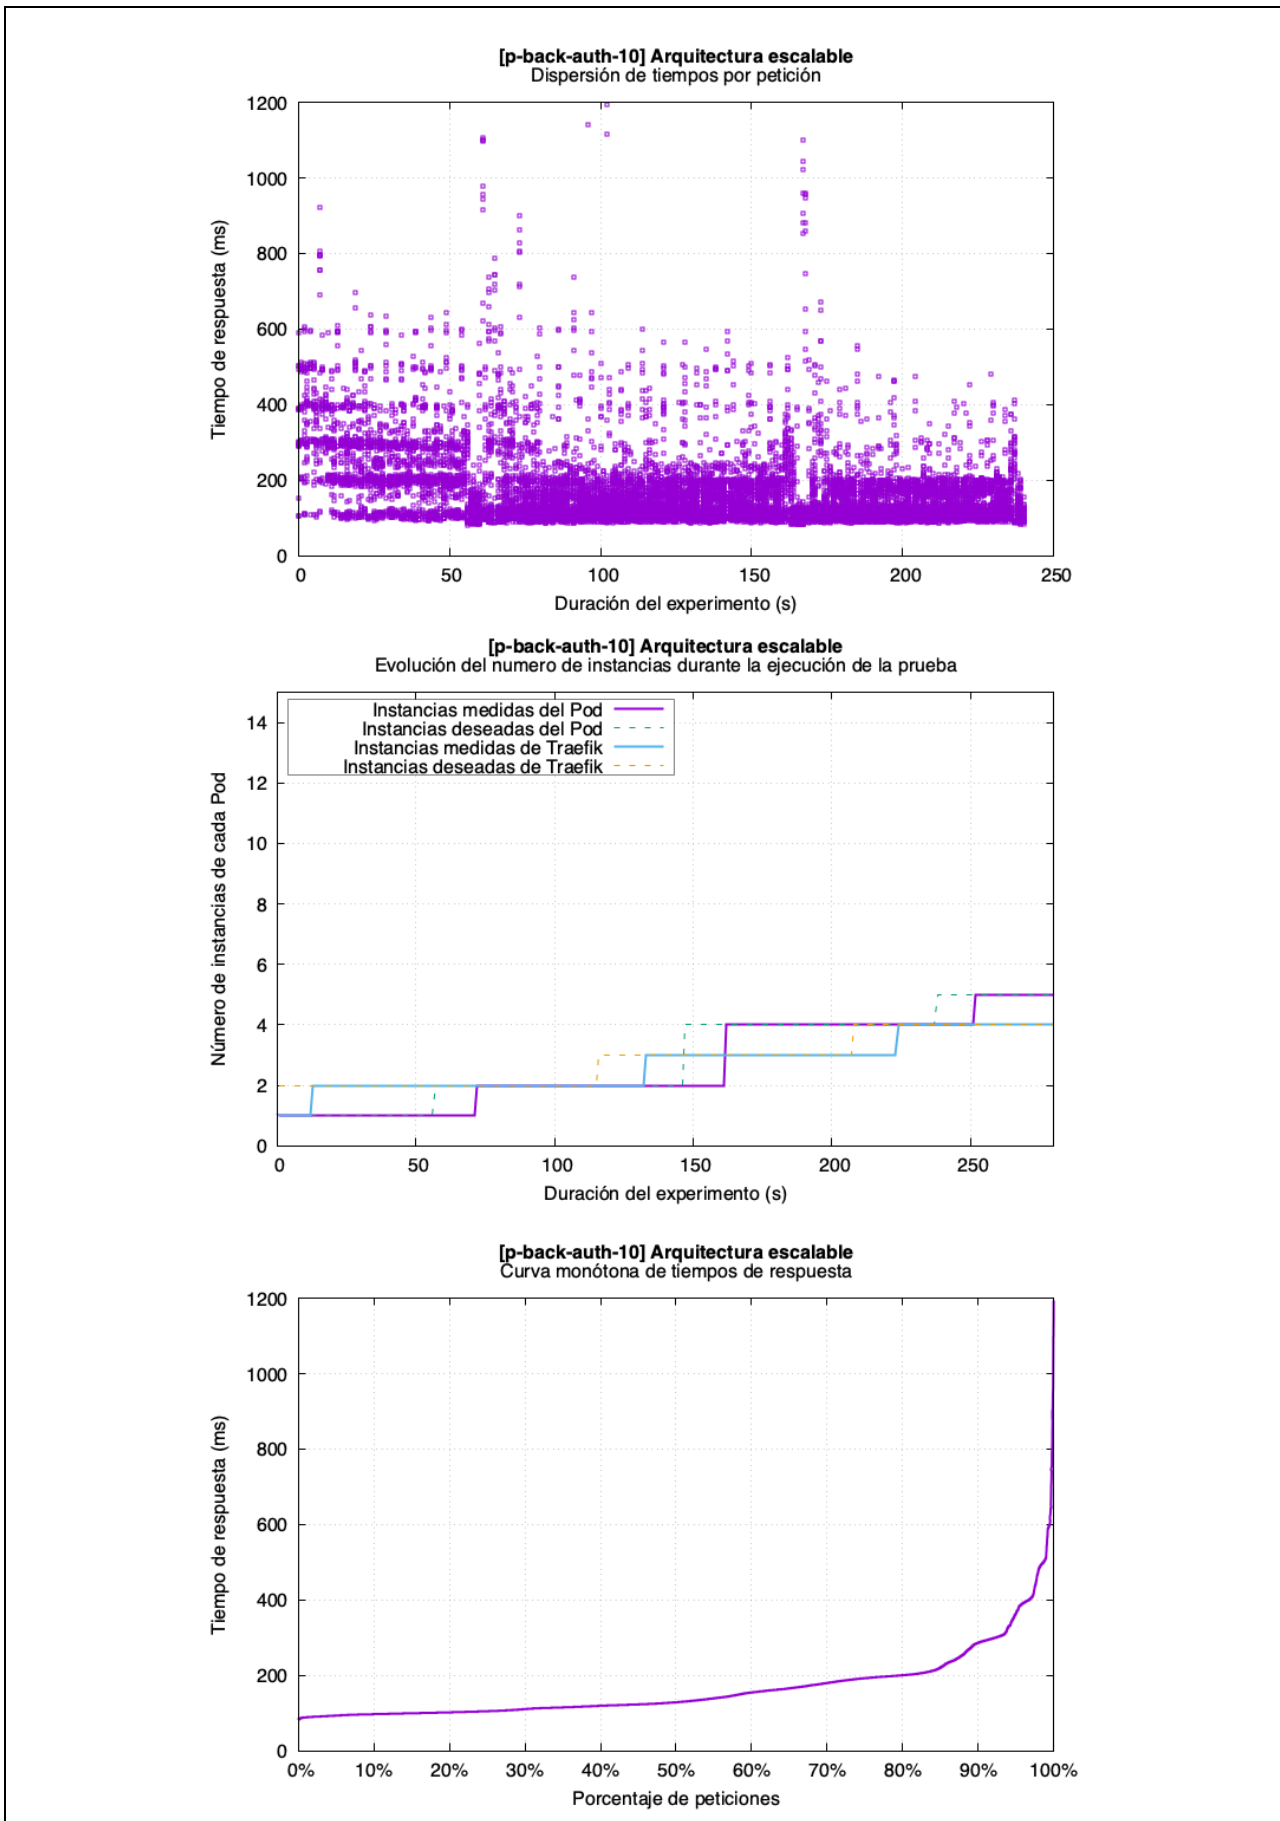 [p-back-auth-10] Arquitectura escalable
Dispersión de tiempos por petición
1200
1000
800
600
400
200
0
Tiempo de respuesta (ms)
0 50 100 150 200 250
Duración del experimento (s)
[p-back-auth-10] Arquitectura escalable
Evolución del numero de instancias durante la ejecución de la prueba
Instancias medidas del Pod
Instancias deseadas del Pod
Instancias medidas de Traefik
Instancias deseadas de Traefik
14
12
10
8
6
4
2
0
Número de instancias de cada Pod
0 50 100 150 200 250
Duración del experimento (s)
[p-back-auth-10] Arquitectura escalable
Curva monótona de tiempos de respuesta
1200
1000
800
600
400
200
0
Tiempo de respuesta (ms)
0% 10% 20% 30% 40% 50% 60% 70% 80% 90% 100%
Porcentaje de peticiones